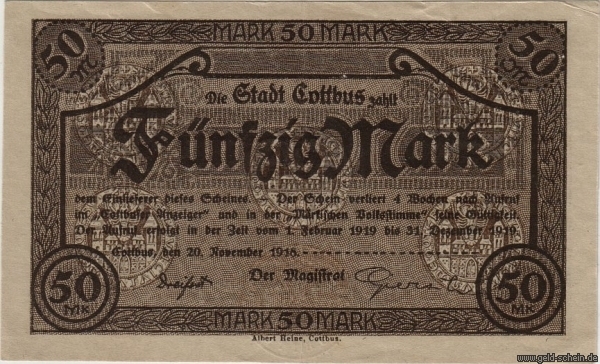 50 M
MARK 50 MARK
50 M
Die Stadt Cottbus zahlt
Fünfzig Mark
dem Einlieferer dieses Scheines. Der Schein verliert 4 Wochen nach Aufruf
im „Cottbuser Anzeiger“ und in der „Märkischen Volksstimme“ seine Gültigkeit.
Der Aufruf erfolgt in der Zeit vom 1. Februar 1919 bis 31. Dezember 1919.
Cottbus, den 20. November 1918.
Der Magistrat
50 MK
MARK 50 MARK
50 MK
Albert Heine, Cottbus.
www.geld-schein.de